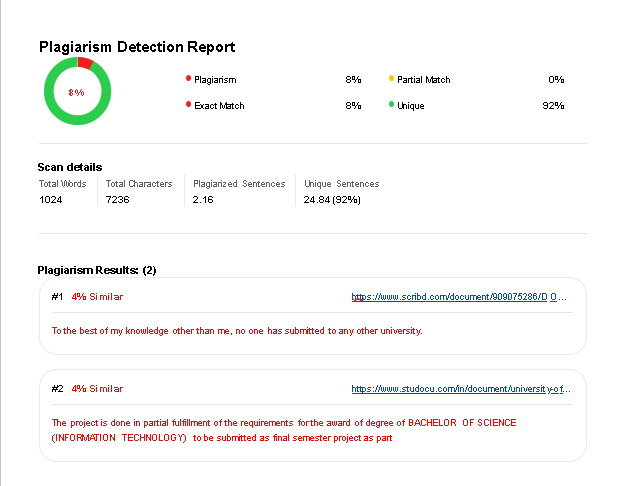 Plagiarism Detection Report
8%
Plagiarism 8% Partial Match 0%
Exact Match 8% Unique 92%
Scan details
Total Words Total Characters Plagiarized Sentences Unique Sentences
1024 7236 2.16 24.84 (92%)
Plagiarism Results: (2)
#1 4% Similar https://www.scribd.com/document/909075286/D O...
To the best of my knowledge other than me, no one has submitted to any other university.
#2 4% Similar https://www.studocu.com/in/document/university-of...
The project is done in partial fulfillment of the requirements for the award of degree of BACHELOR OF SCIENCE
(INFORMATION TECHNOLOGY) to be submitted as final semester project as part